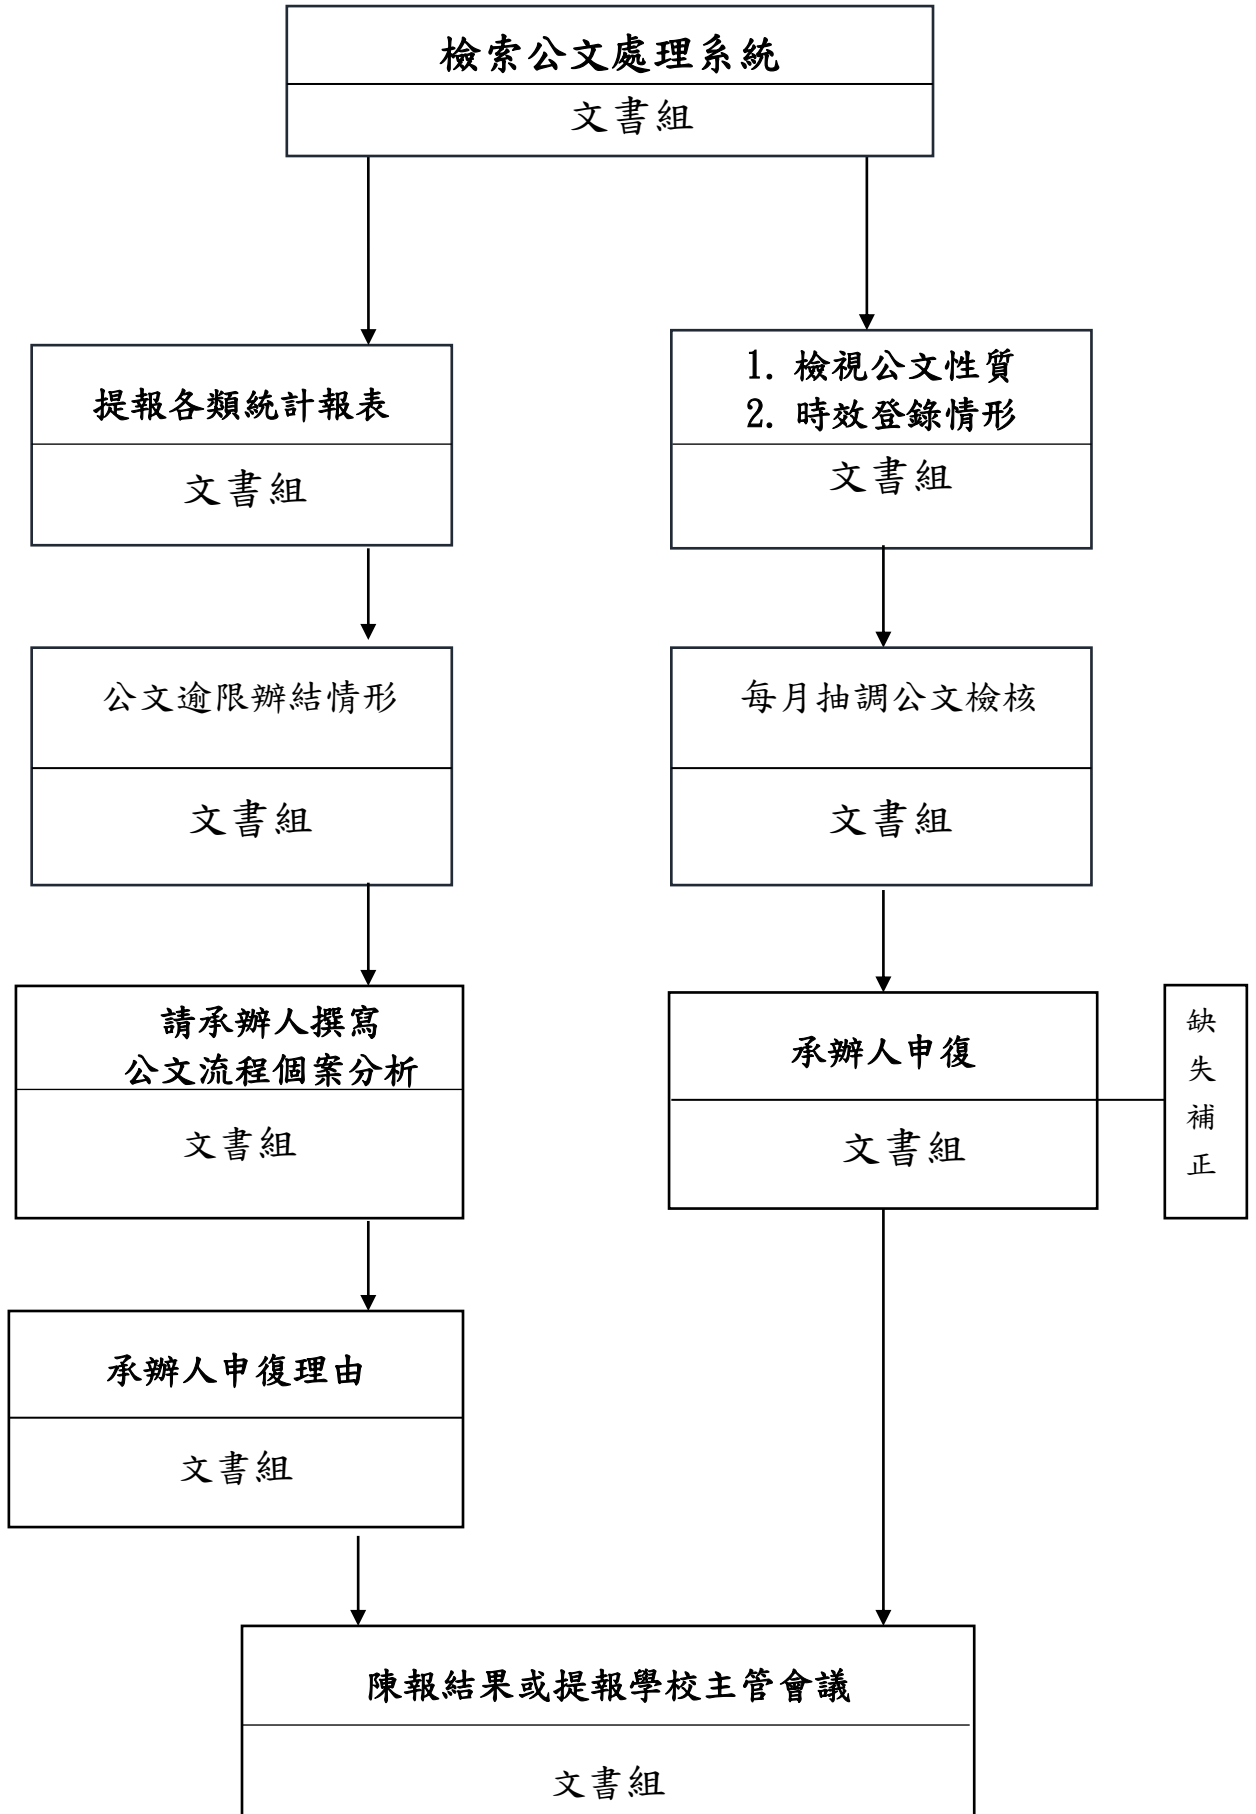 檢索公文處理系統
文書組
提報各類統計報表
文書組
1. 檢視公文性質
2. 時效登錄情形
文書組
公文逾限辦結情形
文書組
每月抽調公文檢核
文書組
請承辦人撰寫
公文流程個案分析
文書組
承辦人申復
文書組
缺
失
補
正
承辦人申復理由
文書組
陳報結果或提報學校主管會議
文書組